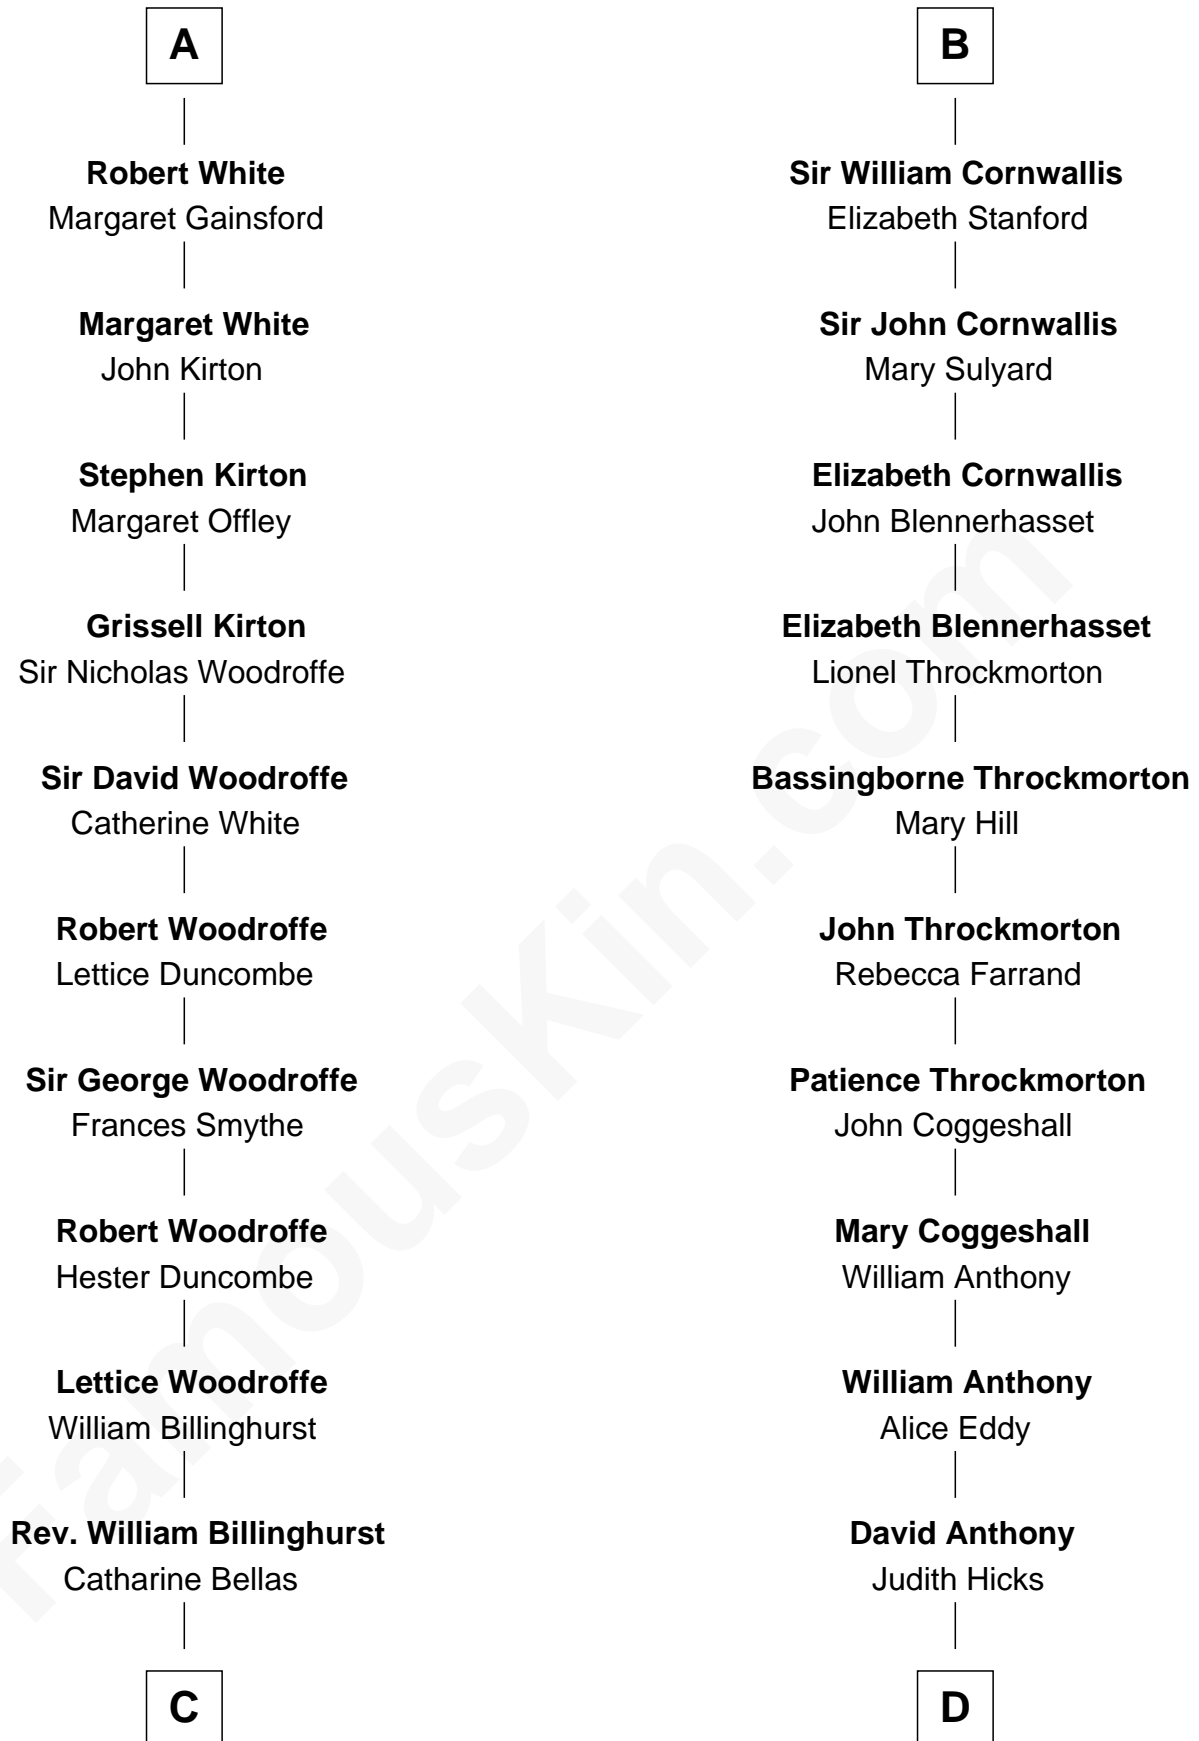 A
Robert White
Margaret Gainsford
Margaret White
John Kirton
Stephen Kirton
Margaret Offley
Grissell Kirton
Sir Nicholas Woodroffe
Sir David Woodroffe
Catherine White
Robert Woodroffe
Lettice Duncombe
Sir George Woodroffe
Frances Smythe
Robert Woodroffe
Hester Duncombe
Lettice Woodroffe
William Billinghurst
Rev. William Billinghurst
Catharine Bellas
C
B
Sir William Cornwallis
Elizabeth Stanford
Sir John Cornwallis
Mary Sulyard
Elizabeth Cornwallis
John Blennerhasset
Elizabeth Blennerhasset
Lionel Throckmorton
Bassingborne Throckmorton
Mary Hill
John Throckmorton
Rebecca Farrand
Patience Throckmorton
John Coggeshall
Mary Coggeshall
William Anthony
William Anthony
Alice Eddy
David Anthony
Judith Hicks
D
FamousKin.com